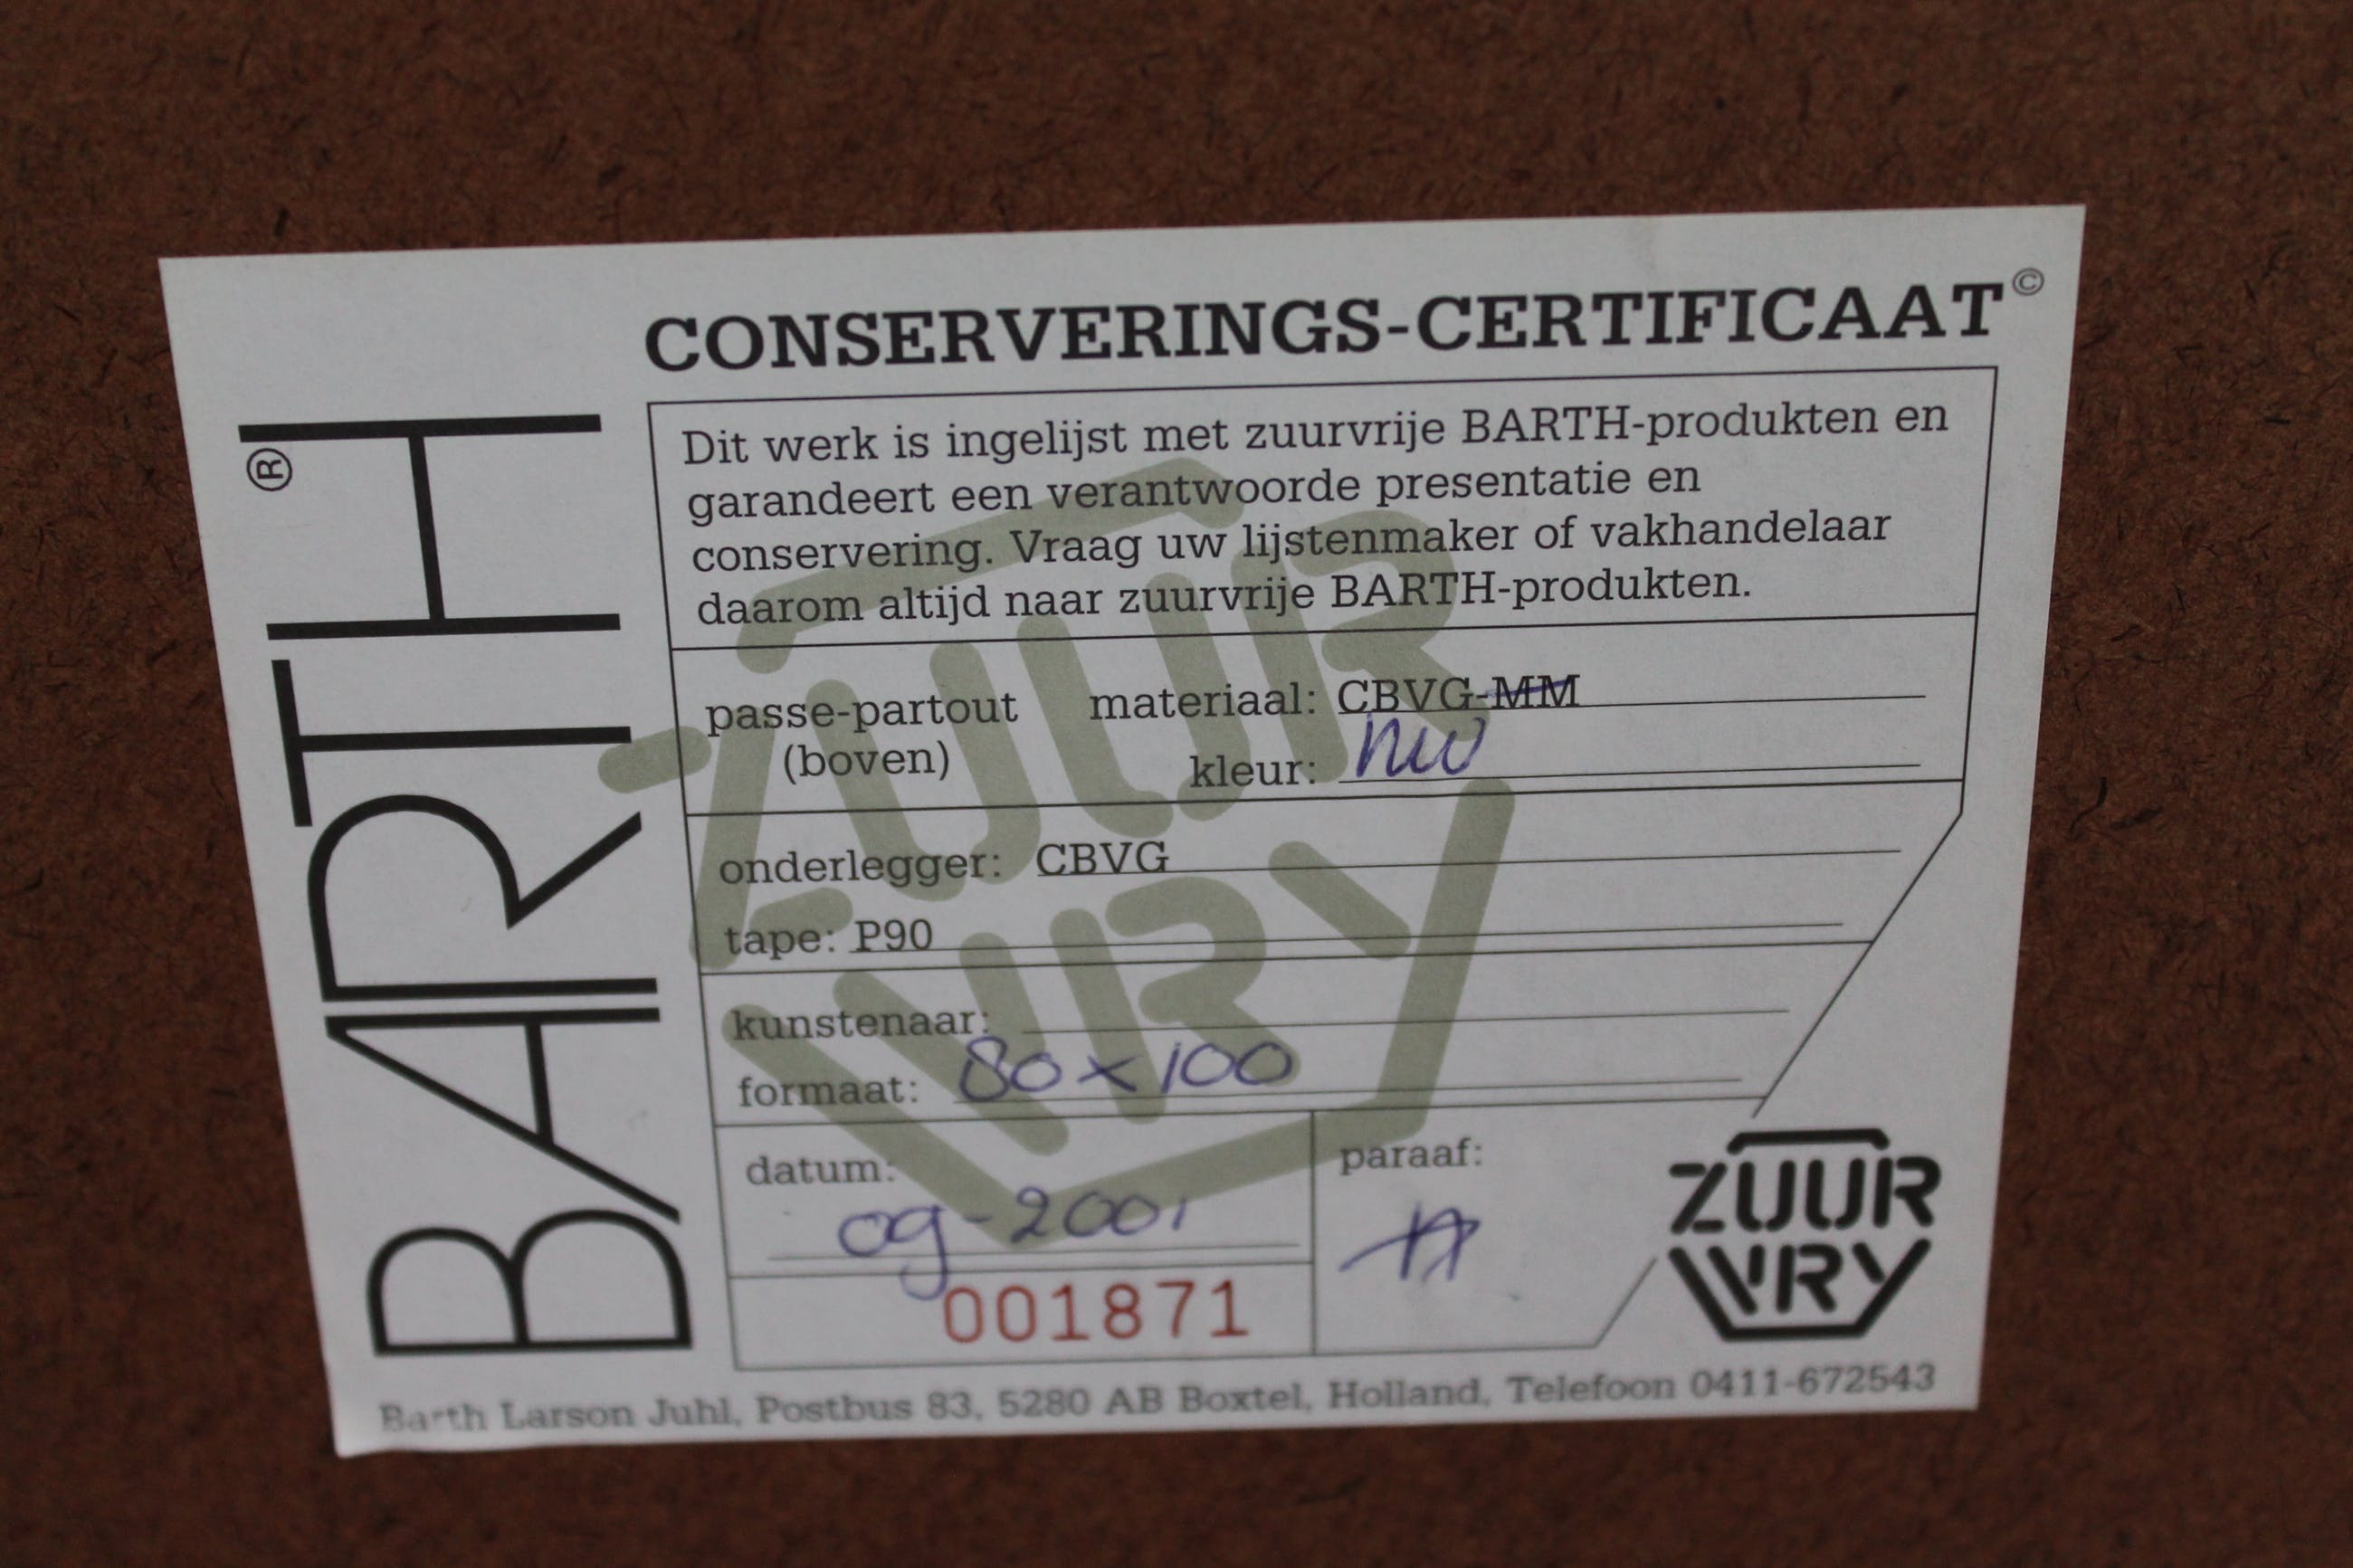 BARTH®
CONSERVERINGS-CERTIFICAAT©
Dit werk is ingelijst met zuurvrije BARTH-produkten en
garandeert een verantwoorde presentatie en
conservering. Vraag uw lijstenmaker of vakhandelaar
daarom altijd naar zuurvrije BARTH-produkten.
passe-partout materiaal: CBVG-MM
(boven) kleur: nw
onderlegger: CBVG
tape: P90
kunstenaar:
formaat: 80 x 100
datum: paraaf:
09-2001
001871
ZUUR
VRY
ZUUR
VRY
Barth Larson Juhl, Postbus 83, 5280 AB Boxtel, Holland, Telefoon 0411-672543